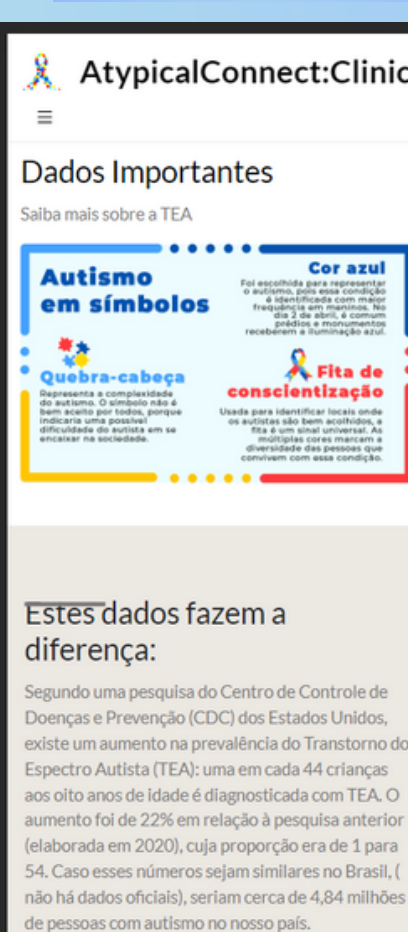 AtypicalConnect:Clinic
Dados Importantes
Saiba mais sobre a TEA
Autismo
em símbolos
Cor azul
Foi escolhida para representar
o autismo, pois essa condição
é identificada com maior
frequência em meninos. No
dia 2 de abril, é comum
prédios e monumentos
receberem a iluminação azul.
Quebra-cabeça
Representa a complexidade
do autismo. O símbolo não é
bem aceito por todos, porque
indicaria uma possível
dificuldade do autista em se
encaixar na sociedade.
Fita de
conscientização
Usada para identificar locais onde
os autistas são bem acolhidos, a
fita é um sinal universal. As
múltiplas cores marcam a
diversidade das pessoas que
convivem com essa condição.
Estes dados fazem a
diferença:
Segundo uma pesquisa do Centro de Controle de
Doenças e Prevenção (CDC) dos Estados Unidos,
existe um aumento na prevalência do Transtorno do
Espectro Autista (TEA): uma em cada 44 crianças
aos oito anos de idade é diagnosticada com TEA. O
aumento foi de 22% em relação à pesquisa anterior
(elaborada em 2020), cuja proporção era de 1 para
54. Caso esses números sejam similares no Brasil, (
não há dados oficiais), seriam cerca de 4,84 milhões
de pessoas com autismo no nosso país.